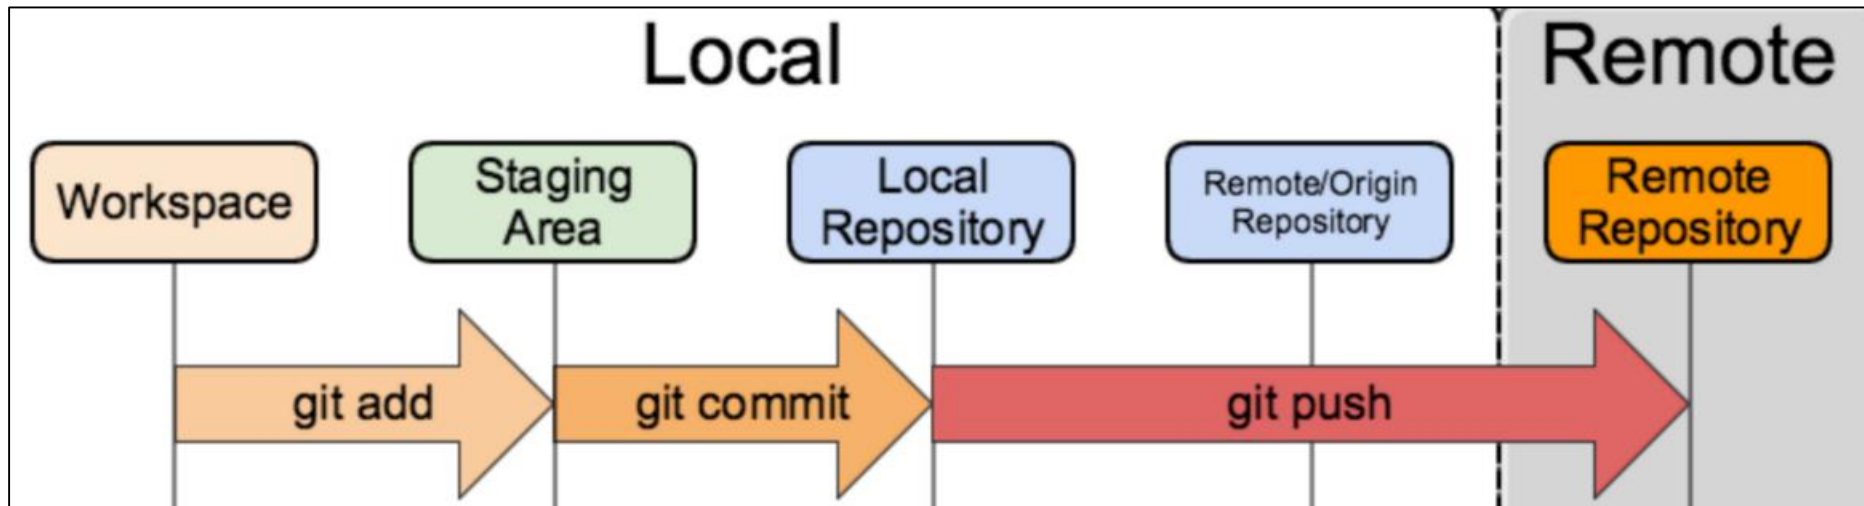 Local
Remote
Workspace
Staging
Area
Local
Repository
Remote/Origin
Repository
Remote
Repository
git add
git commit
git push